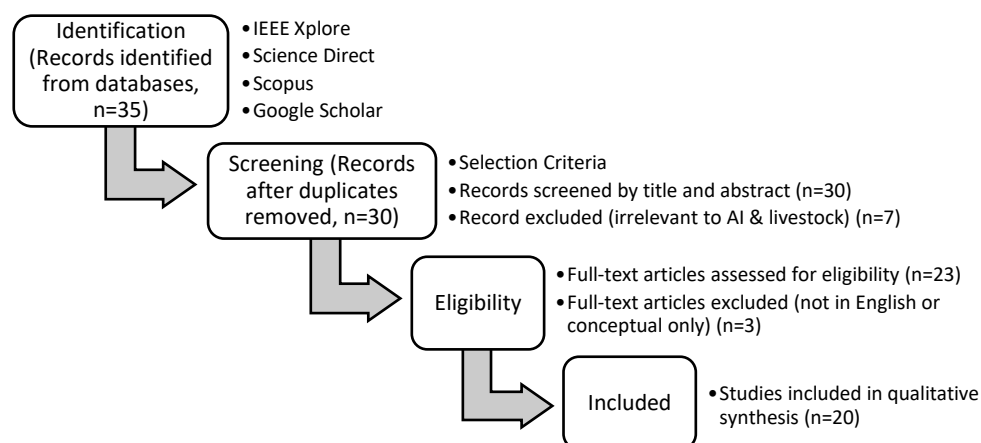 Identification
(Records identified
from databases,
n=35)
•IEEE Xplore
•Science Direct
•Scopus
•Google Scholar
Screening (Records
after duplicates
removed, n=30)
•Selection Criteria
•Records screened by title and abstract (n=30)
•Record excluded (irrelevant to AI & livestock) (n=7)
Eligibility
•Full-text articles assessed for eligibility (n=23)
•Full-text articles excluded (not in English or
conceptual only) (n=3)
Included
•Studies included in qualitative
synthesis (n=20)